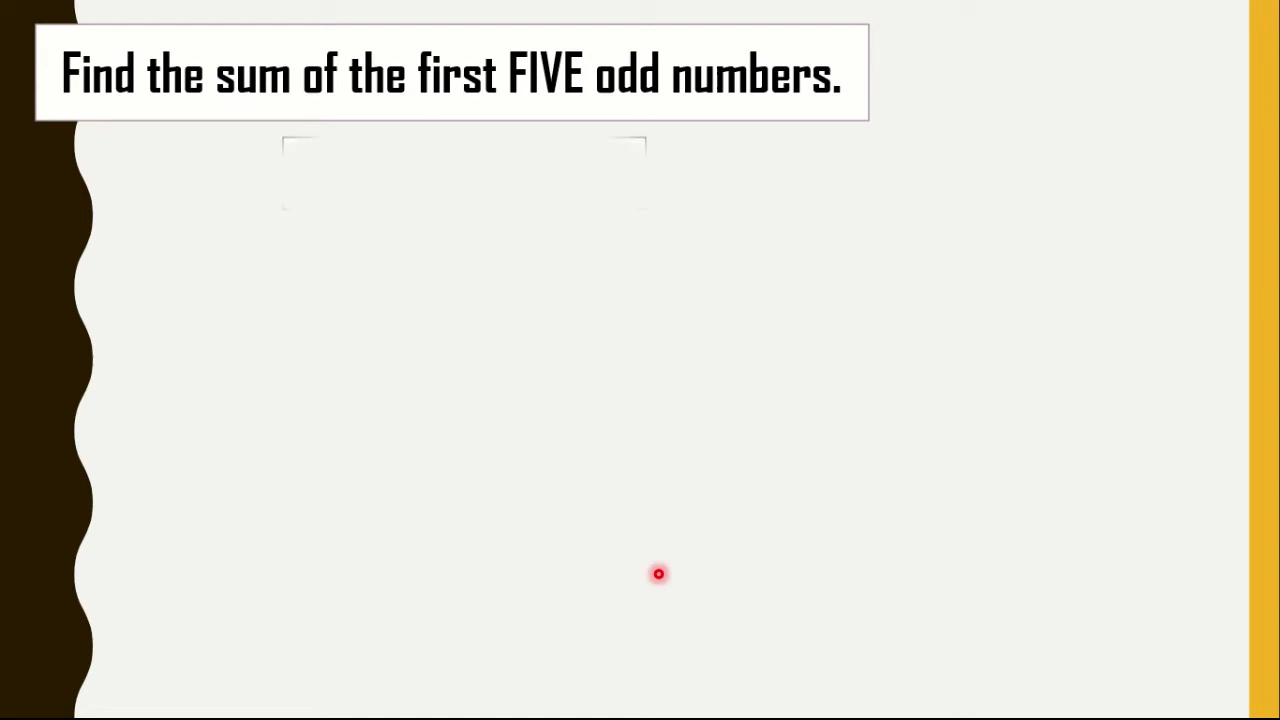 Find the sum of the first FIVE odd numbers.